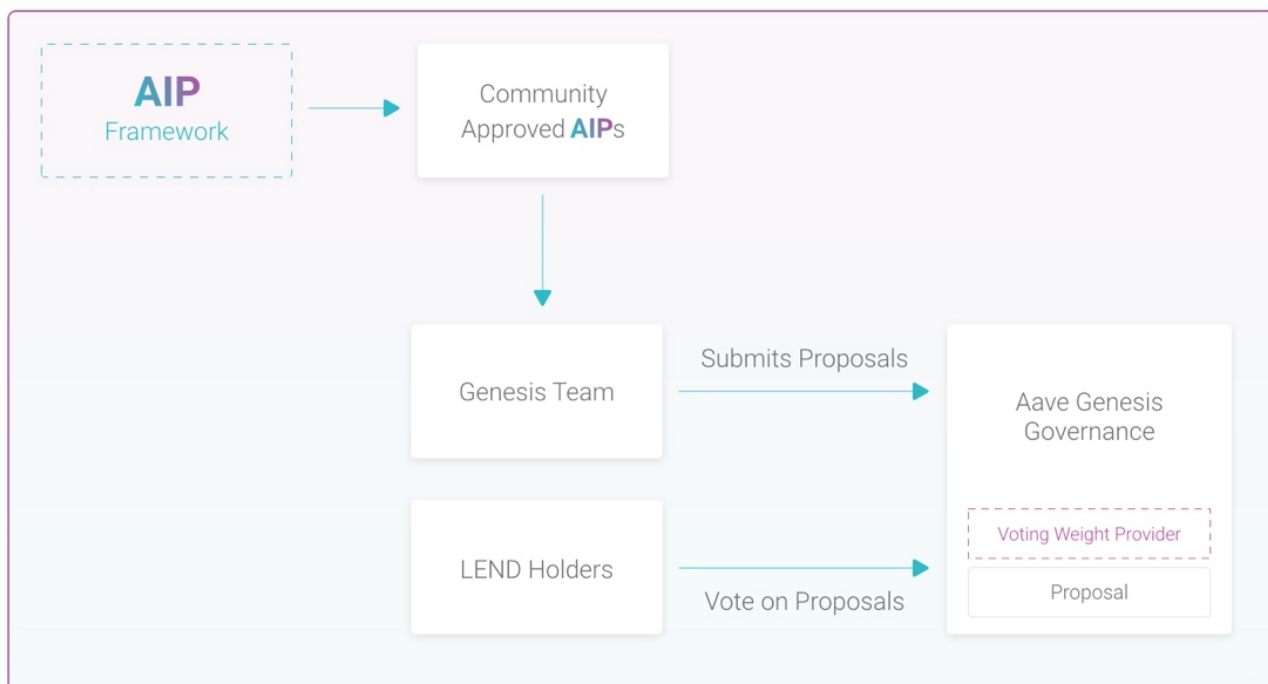 AIP
Framework
Community
Approved AIPs
Genesis Team
Submits Proposals
Aave Genesis
Governance
LEND Holders
Vote on Proposals
Voting Weight Provider
Proposal